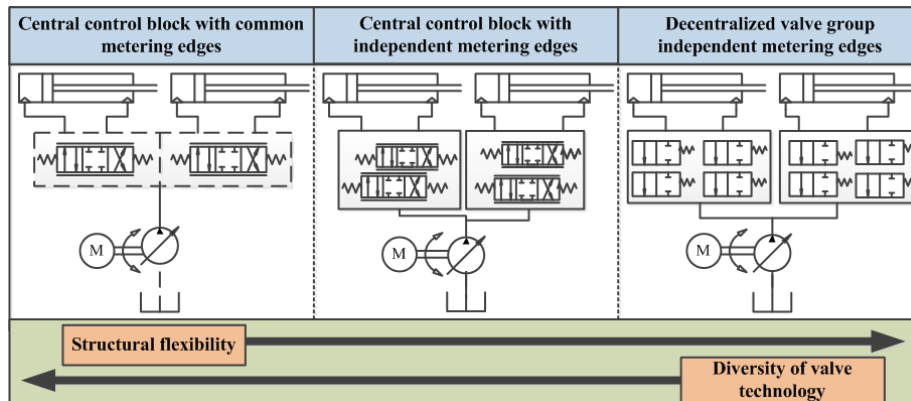 Central control block with common
metering edges
Central control block with
independent metering edges
Decentralized valve group
independent metering edges
M
M
M
Structural flexibility
Diversity of valve
technology